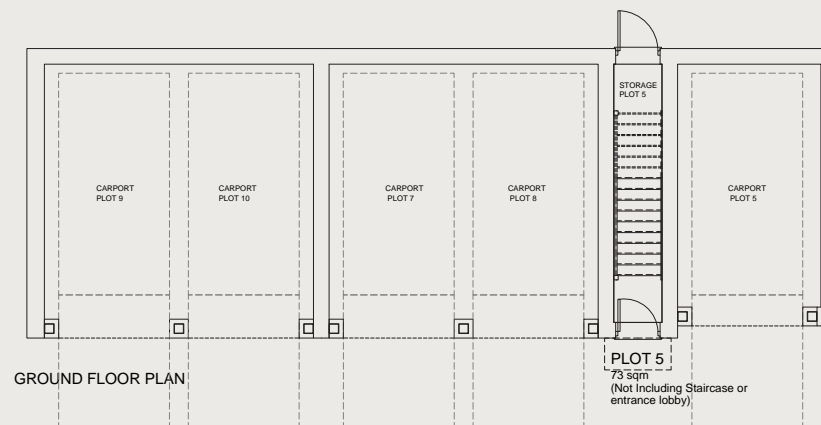 STORAGE
PLOT 5
CARPORT
PLOT 9
CARPORT
PLOT 10
CARPORT
PLOT 7
CARPORT
PLOT 8
CARPORT
PLOT 5
GROUND FLOOR PLAN
PLOT 5
73 sqm
(Not Including Staircase or
entrance lobby)